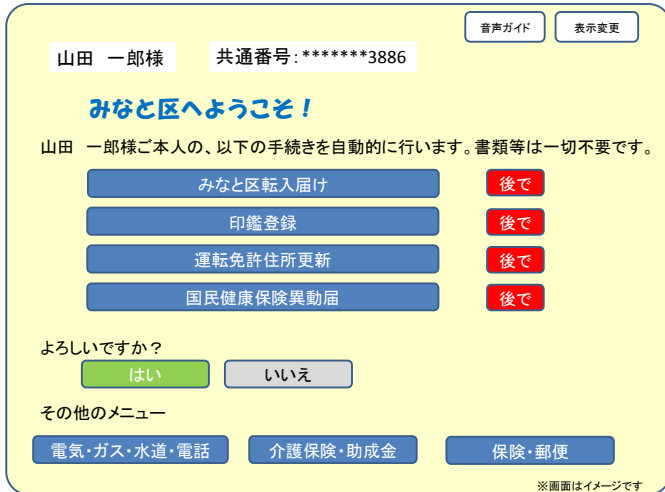 音声ガイド 表示変更
山田 一郎様 共通番号:*******3886
みなと区へようこそ！
山田 一郎様ご本人の、以下の手続きを自動的に行います。書類等は一切不要です。
みなと区転入届け 後で
印鑑登録 後で
運転免許住所更新 後で
国民健康保険異動届 後で
よろしいですか？
はい いいえ
その他のメニュー
電気・ガス・水道・電話 介護保険・助成金 保険・郵便
※画面はイメージです